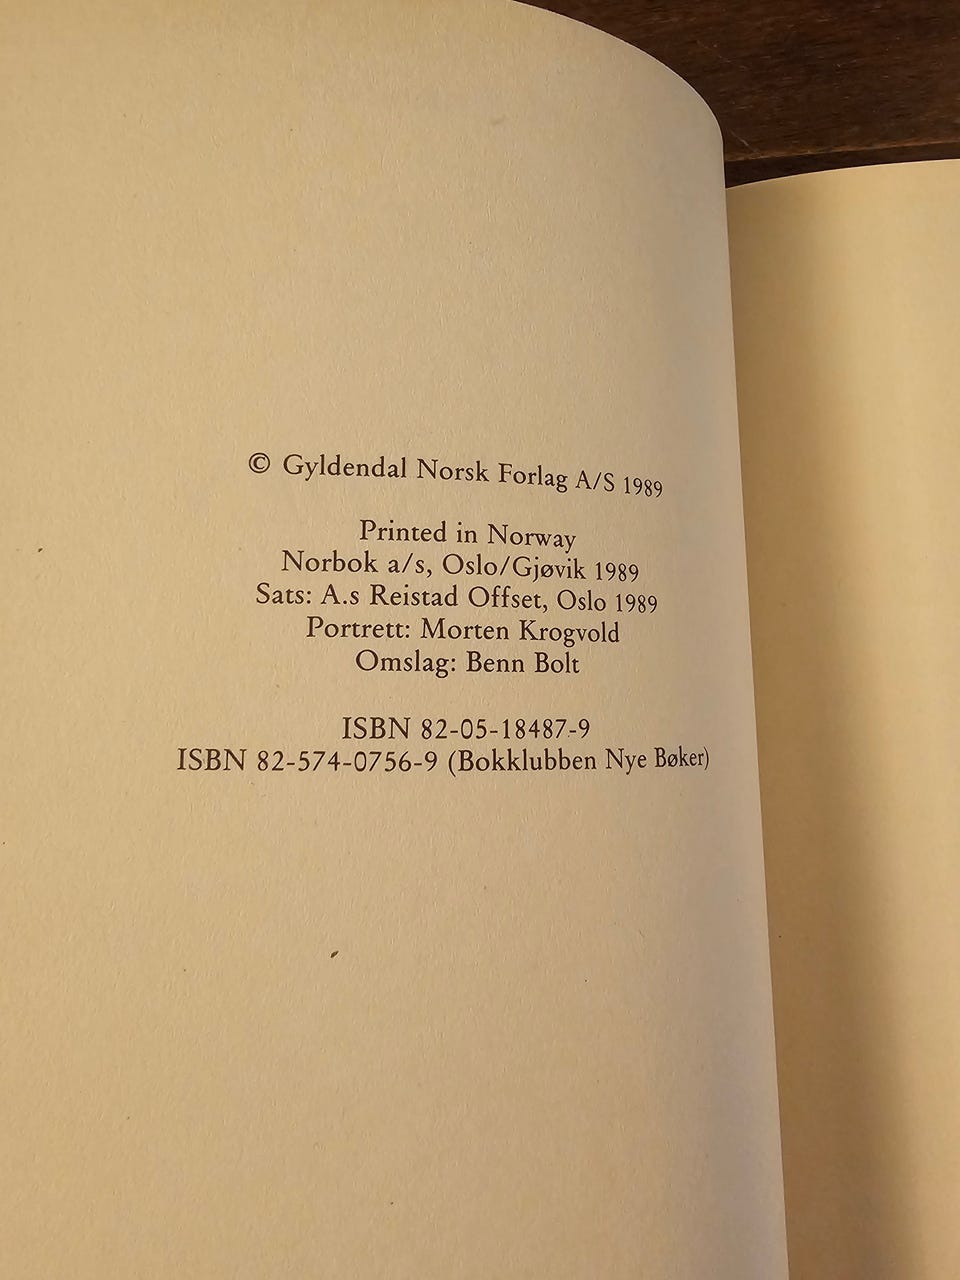 © Gyldendal Norsk Forlag A/S 1989
Printed in Norway
Norbok a/s, Oslo/Gjøvik 1989
Sats: A.s Reistad Offset, Oslo 1989
Portrett: Morten Krogvold
Omslag: Benn Bolt
ISBN 82-05-18487-9
ISBN 82-574-0756-9 (Bokklubben Nye Bøker)